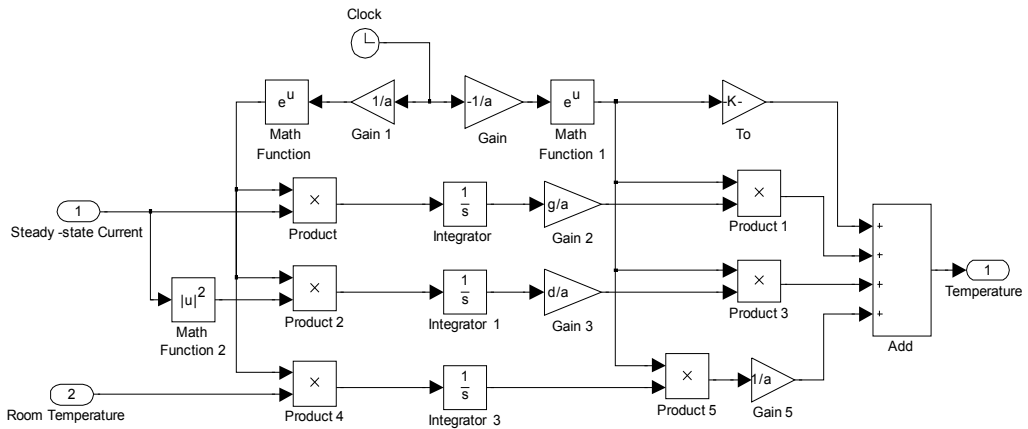 Clock
e^u
1/a
-1/a
e^u
-K-
Math
Function
Gain 1
Gain
Math
Function 1
To
1
Steady -state Current
×
Product
1
s
Integrator
g/a
Gain 2
×
Product 1
|u|^2
Math
Function 2
×
Product 2
1
s
Integrator 1
d/a
Gain 3
×
Product 3
+
+
+
+
Add
1
Temperature
2
Room Temperature
×
Product 4
1
s
Integrator 3
×
Product 5
1/a
Gain 5